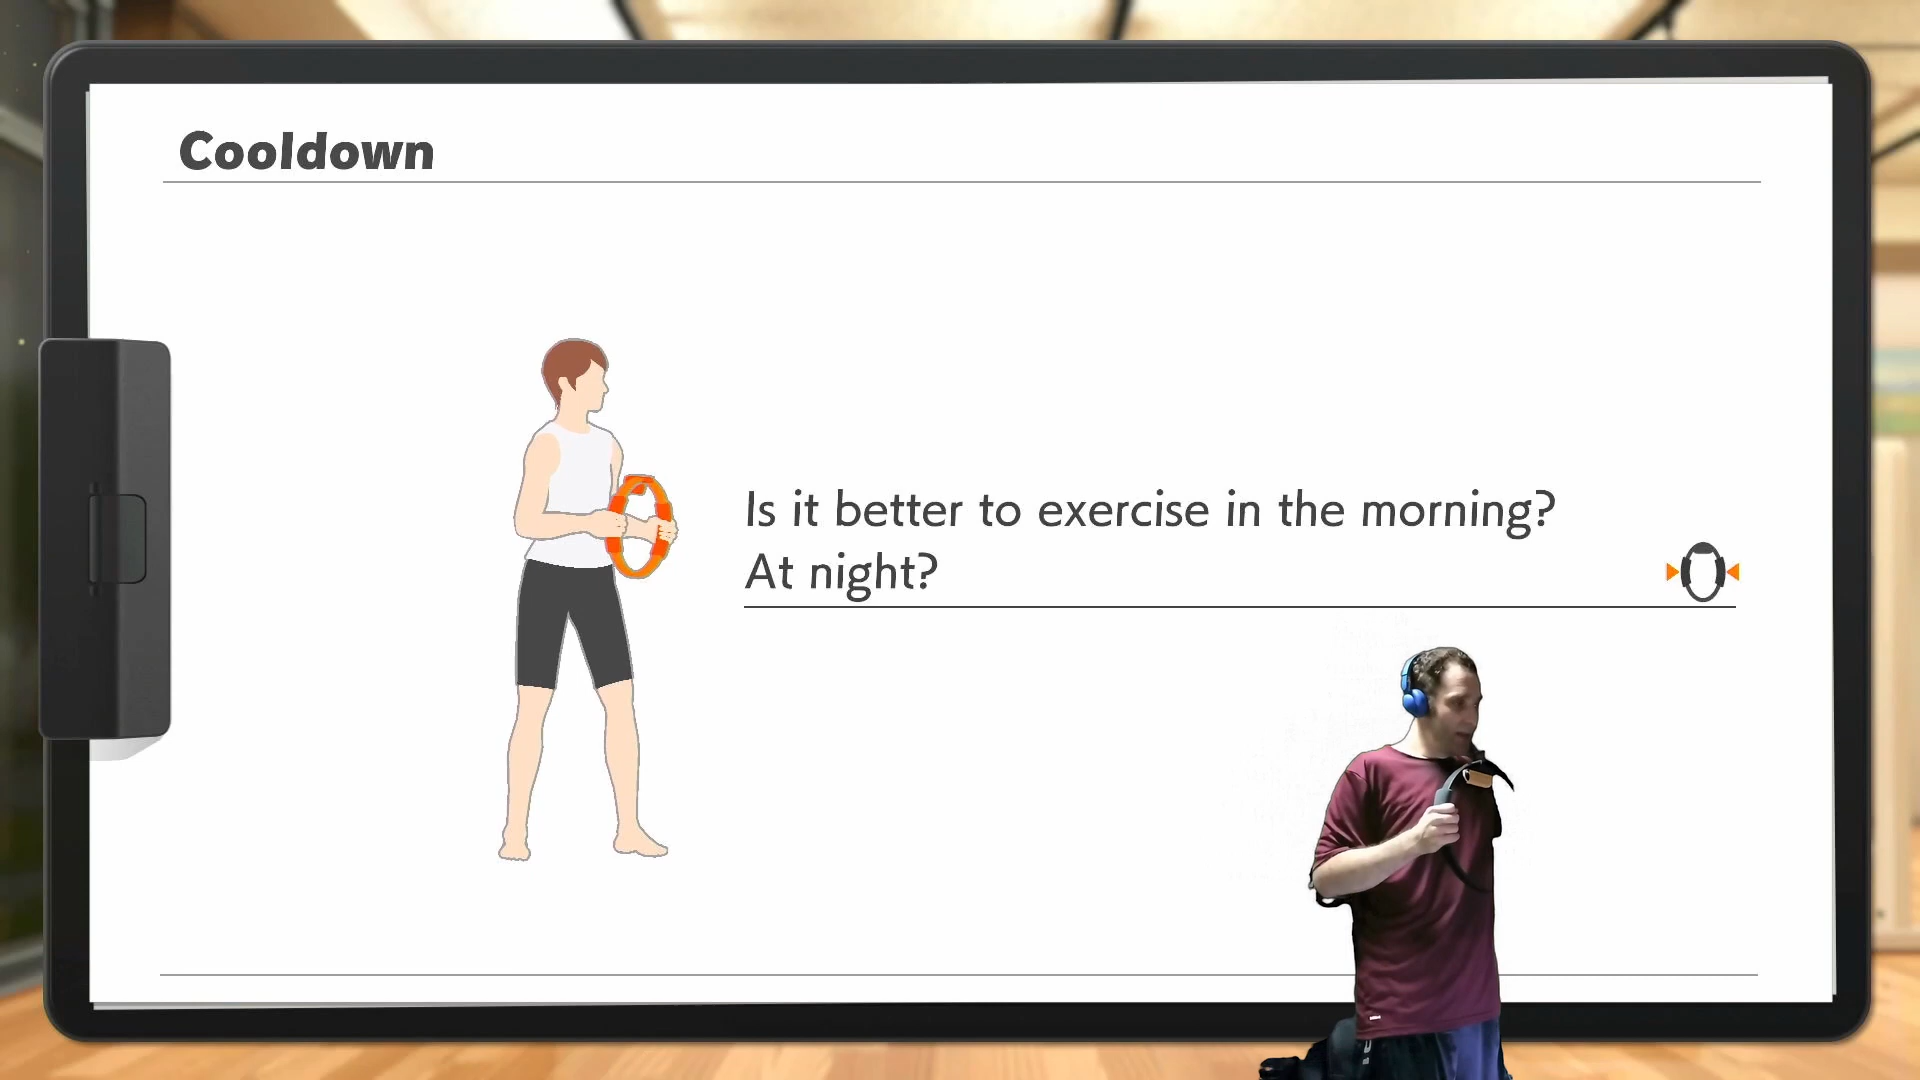 Cooldown
Is it better to exercise in the morning?
At night?